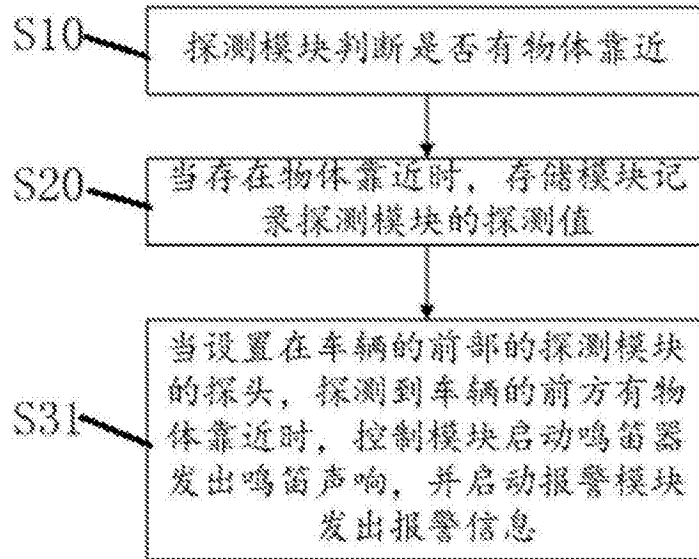 S10
探测模块判断是否有物体靠近
S20
当存在物体靠近时，存储模块记
录探测模块的探测值
S31
当设置在车辆的前部的探测模块
的探头，探测到车辆的前方有物
体靠近时，控制模块启动鸣笛器
发出鸣笛声响，并启动报警模块
发出报警信息